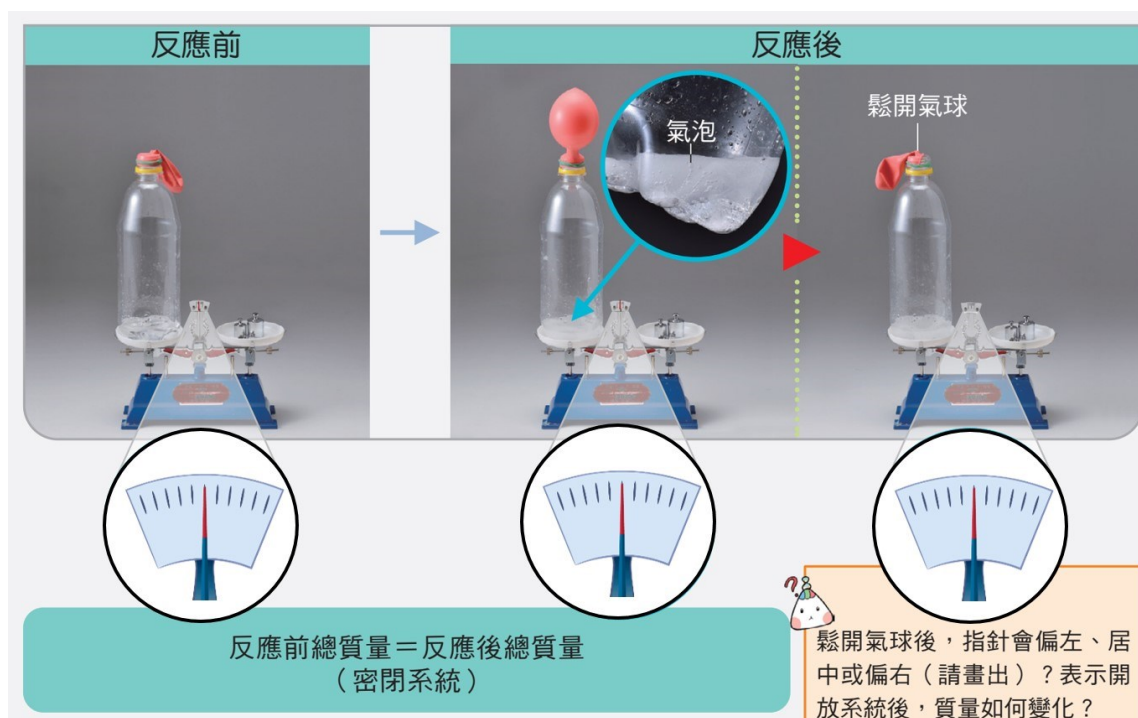 反應前
反應後
鬆開氣球
氣泡
反應前總質量＝反應後總質量
（密閉系統）
?
鬆開氣球後，指針會偏左、居
中或偏右（請畫出）？表示開
放系統後，質量如何變化？